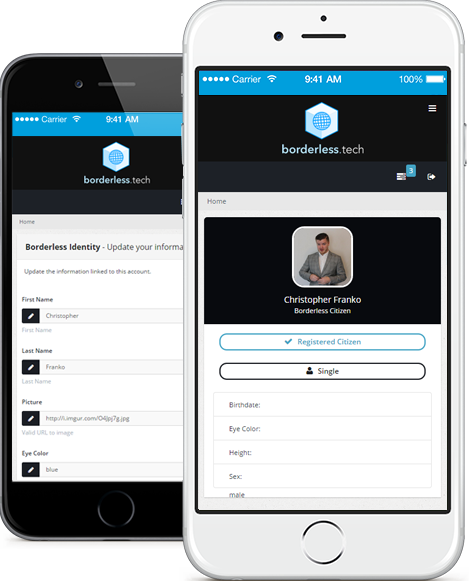 Carrier 9:41 AM
borderless.tech
Home
Borderless Identity - Update your informa
Update the information linked to this account.
First Name
Christopher
First Name
Last Name
Franko
Last Name
Picture
http://i.imgur.com/O4Jpj7g.jpg
Valid URL to image
Eye Color
blue
Carrier 9:41 AM 100%
borderless.tech
3
Home
Christopher Franko
Borderless Citizen
Registered Citizen
Single
Birthdate:
Eye Color:
Height:
Sex:
male